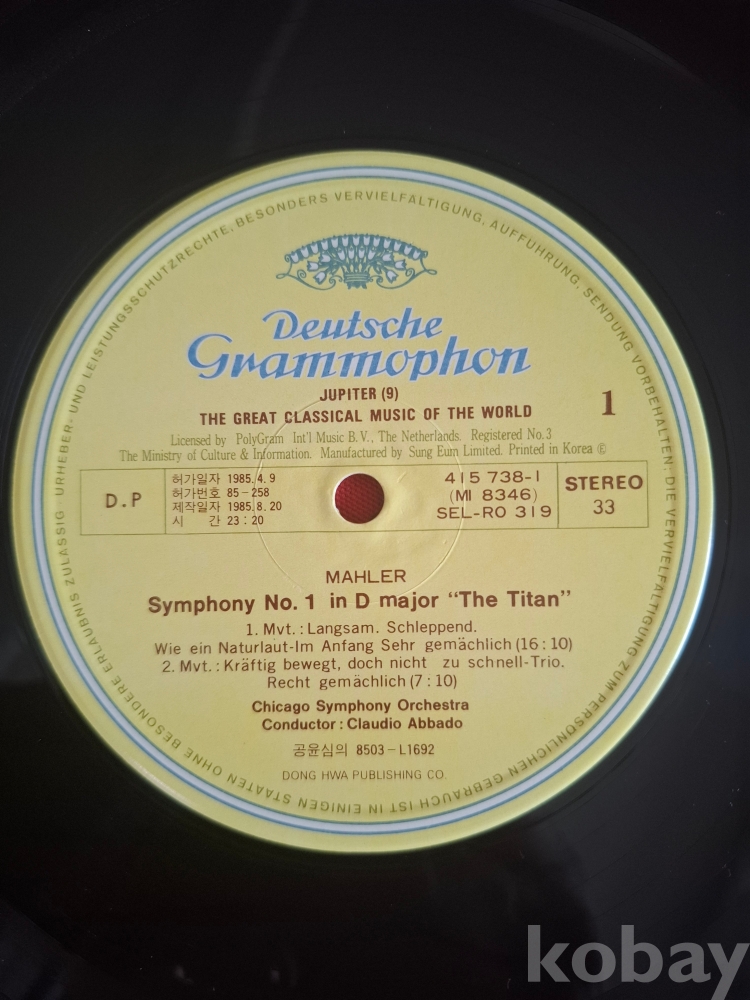 URHEBER- UND LEISTUNGSSCHUTZRECHTE, BESONDERS VERVIELFÄLTIGUNG, AUFFÜHRUNG, SENDUNG VORBEHALTEN. DIE VERVIELFÄLTIGUNG ZUM PERSÖNLICHEN GEBRAUCH IST IN EINIGEN STAATEN OHNE BESONDERE ERLAUBNIS ZULÄSSIG ·
Deutsche
Grammophon
JUPITER (9)
THE GREAT CLASSICAL MUSIC OF THE WORLD
1
Licensed by PolyGram Int'l Music B.V., The Netherlands. Registered No.3
The Ministry of Culture & Information. Manufactured by Sung Eum Limited. Printed in Korea Ⓟ
D.P
허가일자 1985.4.9
허가번호 85-258
제작일자 1985.8.20
시 간 23:20
415 738-1
(MI 8346)
SEL-RO 319
STEREO
33
MAHLER
Symphony No. 1 in D major "The Titan"
1. Mvt.: Langsam. Schleppend.
Wie ein Naturlaut-Im Anfang Sehr gemächlich (16:10)
2. Mvt.: Kräftig bewegt, doch nicht zu schnell-Trio.
Recht gemächlich (7:10)
Chicago Symphony Orchestra
Conductor: Claudio Abbado
공윤심의 8503-L1692
DONG HWA PUBLISHING CO.
kobay